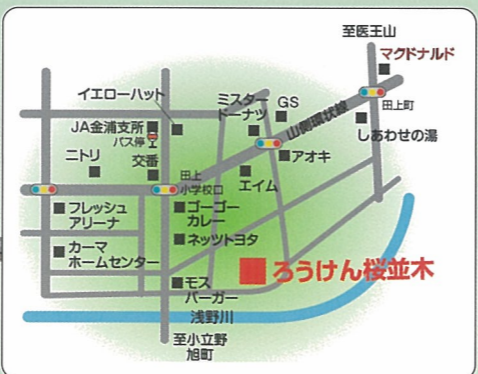 至医王山
マクドナルド
イエローハット
ミスター
ドーナツ
GS
山側環状線
田上町
JA金浦支所
バス停
しあわせの湯
ニトリ
交番
アオキ
田上
小学校口
エイム
フレッシュ
アリーナ
ゴーゴー
カレー
ネッツトヨタ
カーマ
ホームセンター
ろうけん桜並木
モス
バーガー
浅野川
至小立野
旭町